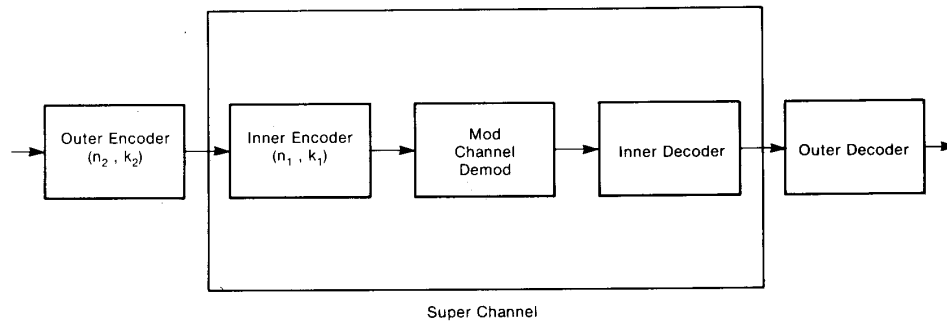 Outer Encoder
(n₂ , k₂)
Inner Encoder
(n₁ , k₁)
Mod
Channel
Demod
Inner Decoder
Outer Decoder
Super Channel